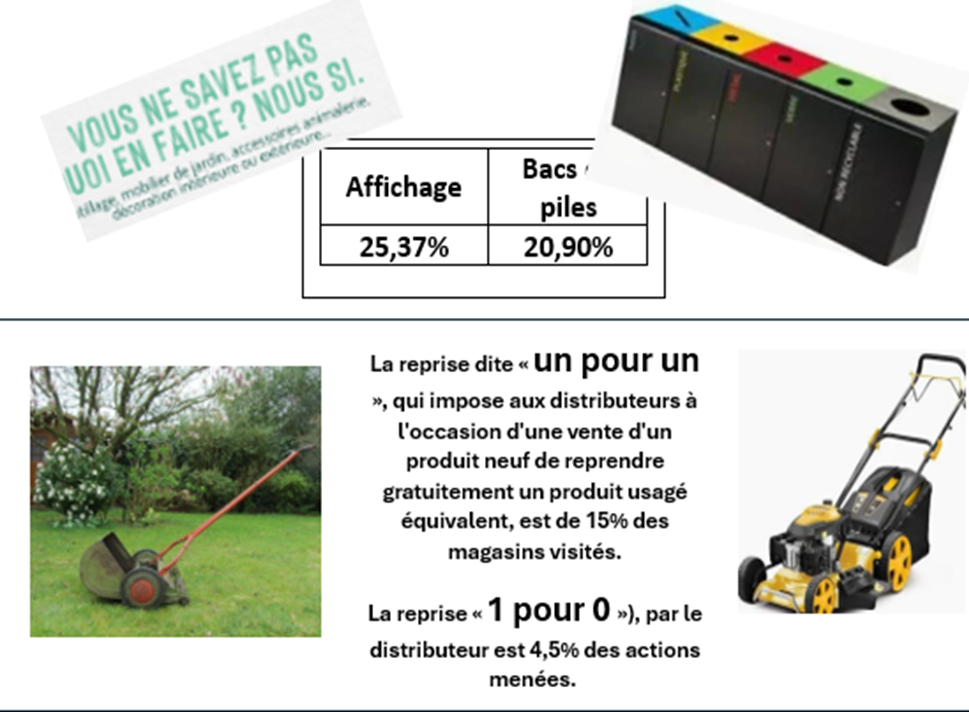 VOUS NE SAVEZ PAS
UOI EN FAIRE ? NOUS SI.
tillage, mobilier de jardin, accessoires animalerie,
décoration intérieure ou extérieure...
PLASTIQUE
METAL
VERRE
NON RECYCLABLE
Affichage
Bacs
piles
25,37%
20,90%
La reprise dite « un pour un
», qui impose aux distributeurs à
l'occasion d'une vente d'un
produit neuf de reprendre
gratuitement un produit usagé
équivalent, est de 15% des
magasins visités.
La reprise « 1 pour 0 »), par le
distributeur est 4,5% des actions
menées.